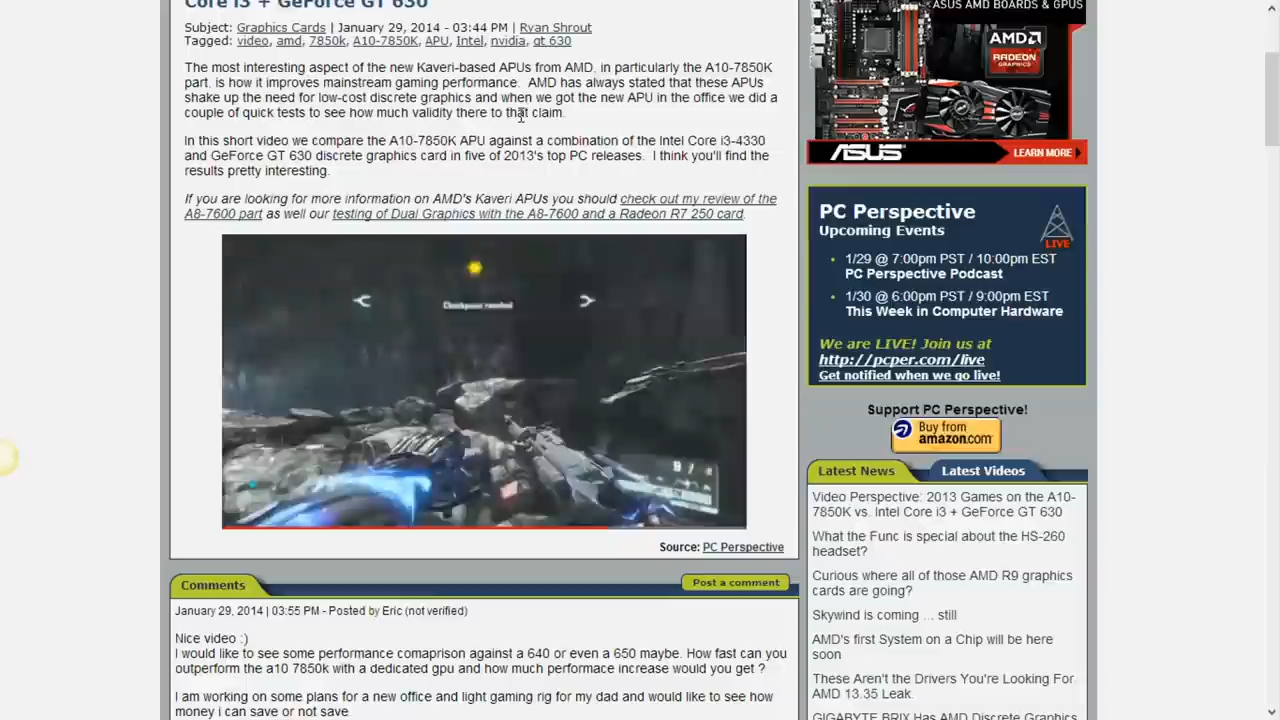 Core i3 + GeForce GT 630
Subject: Graphics Cards | January 29, 2014 - 03:44 PM | Ryan Shrout
Tagged: video, amd, 7850k, A10-7850K, APU, Intel, nvidia, gt 630
The most interesting aspect of the new Kaveri-based APUs from AMD, in particularly the A10-7850K
part, is how it improves mainstream gaming performance.  AMD has always stated that these APUs
shake up the need for low-cost discrete graphics and when we got the new APU in the office we did a
couple of quick tests to see how much validity there to that claim.
In this short video we compare the A10-7850K APU against a combination of the Intel Core i3-4330
and GeForce GT 630 discrete graphics card in five of 2013's top PC releases.  I think you'll find the
results pretty interesting.
If you are looking for more information on AMD's Kaveri APUs you should check out my review of the
A8-7600 part as well our testing of Dual Graphics with the A8-7600 and a Radeon R7 250 card.
Checkpoint reached
Source: PC Perspective
Comments
Post a comment
January 29, 2014 | 03:55 PM - Posted by Eric (not verified)
Nice video :)
I would like to see some performance comaprison against a 640 or even a 650 maybe. How fast can you
outperform the a10 7850k with a dedicated gpu and how much performace increase would you get ?
I am working on some plans for a new office and light gaming rig for my dad and would like to see how
money i can save or not save
ASUS AMD BOARDS & GPUS
AMD
RADEON
GRAPHICS
ASUS
LEARN MORE
PC Perspective
Upcoming Events
LIVE
1/29 @ 7:00pm PST / 10:00pm EST
PC Perspective Podcast
1/30 @ 6:00pm PST / 9:00pm EST
This Week in Computer Hardware
We are LIVE! Join us at
http://pcper.com/live
Get notified when we go live!
Support PC Perspective!
Buy from
amazon.com
Latest News
Latest Videos
Video Perspective: 2013 Games on the A10-
7850K vs. Intel Core i3 + GeForce GT 630
What the Func is special about the HS-260
headset?
Curious where all of those AMD R9 graphics
cards are going?
Skywind is coming ... still
AMD's first System on a Chip will be here
soon
These Aren't the Drivers You're Looking For
AMD 13.35 Leak
GIGABYTE BRIX Has AMD Discrete Graphics